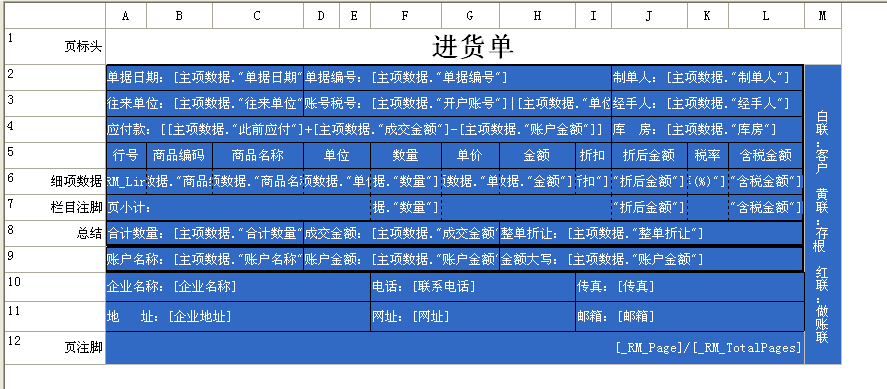 A B C D E F G H I J K L M
1 页标头 进货单
2 单据日期：[主项数据."单据日期" 单据编号：[主项数据."单据编号"] 制单人：[主项数据."制单人"]
3 往来单位：[主项数据."往来单位" 账号税号：[主项数据."开户账号"]|[主项数据."单位 经手人：[主项数据."经手人"]
4 应付款：[[主项数据."此前应付"]+[主项数据."成交金额"]-[主项数据."账户金额"]] 库 房：[主项数据."库房"]
5 行号 商品编码 商品名称 单位 数量 单价 金额 折扣 折后金额 税率 含税金额
6 细项数据 RM_Lin 数据."商品编 项数据."商品名称 项数据."单位 据."数量"] 项数据."单价 数据."金额"] 折扣"] "折后金额"] (%)"] "含税金额"]
7 栏目注脚 页小计： 据."数量"] "折后金额"] "含税金额"]
8 总结 合计数量：[主项数据."合计数量" 成交金额：[主项数据."成交金额" 整单折让：[主项数据."整单折让"]
9 账户名称：[主项数据."账户名称" 账户金额：[主项数据."账户金额" 金额大写：[主项数据."账户金额"]
10 企业名称：[企业名称] 电话：[联系电话] 传真：[传真]
11 地 址：[企业地址] 网址：[网址] 邮箱：[邮箱]
12 页注脚 [_RM_Page]/[_RM_TotalPages]
白联：客户 黄联：存根 红联：做账联